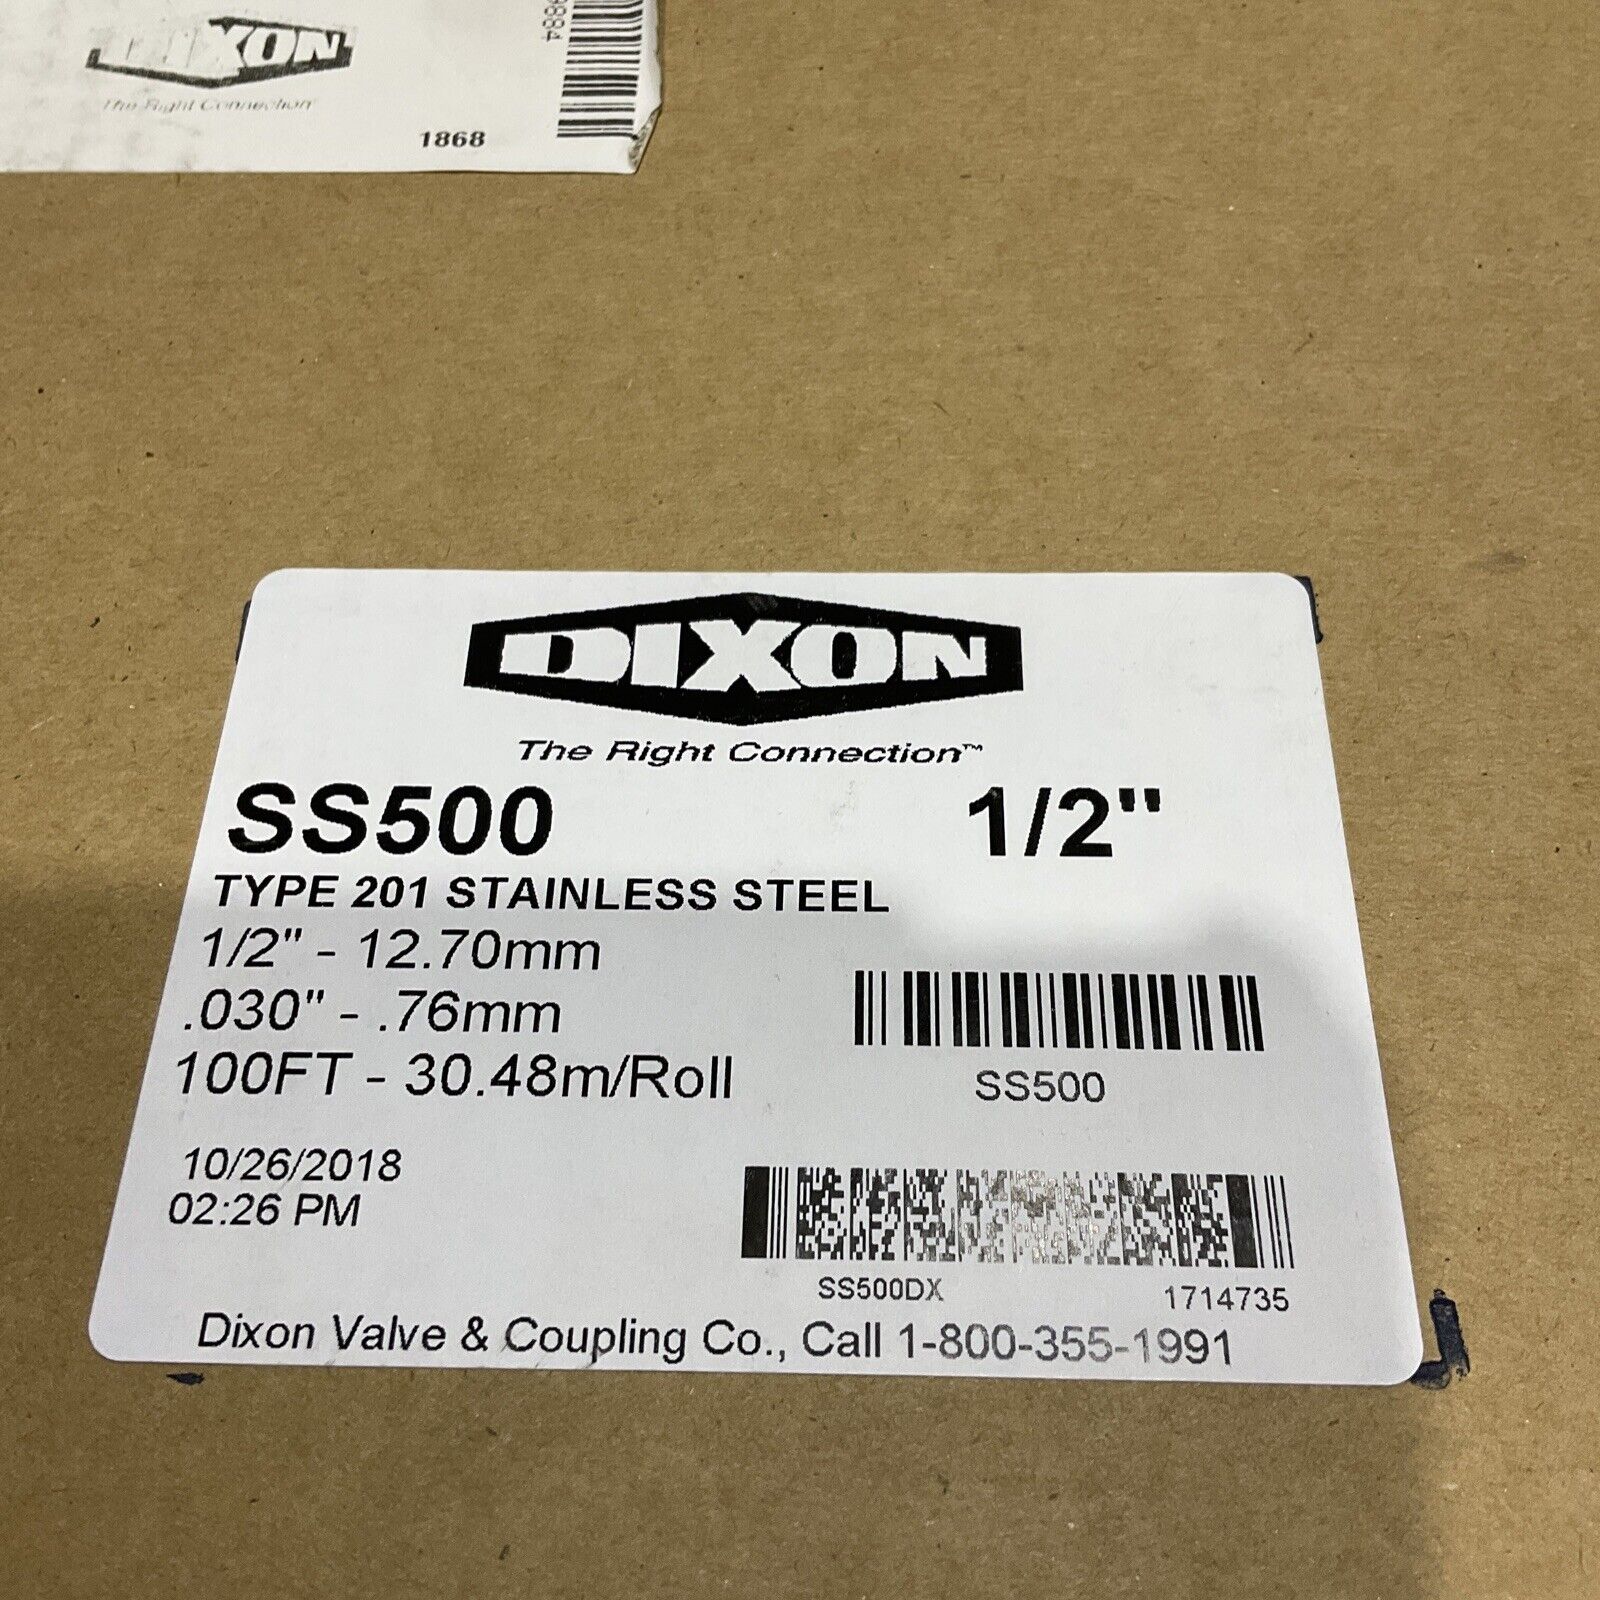 DIXON
The Right Connection
1868
9884
DIXON
The Right Connection™
SS500
1/2"
TYPE 201 STAINLESS STEEL
1/2" - 12.70mm
.030" - .76mm
100FT - 30.48m/Roll
SS500
10/26/2018
02:26 PM
SS500DX
1714735
Dixon Valve & Coupling Co., Call 1-800-355-1991